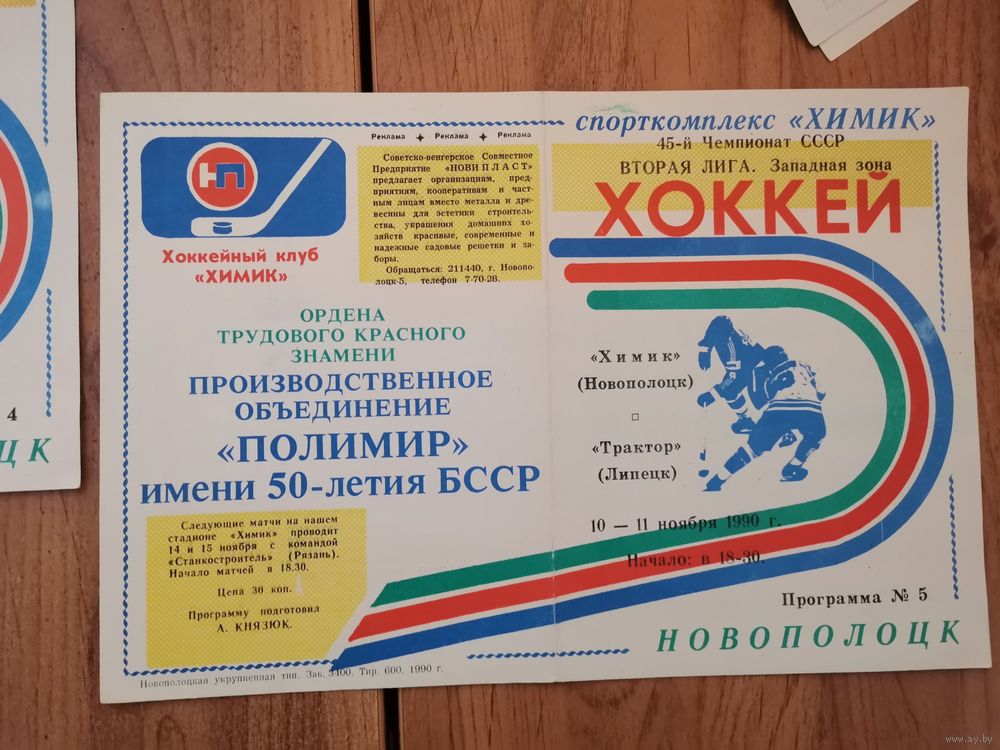 4
ЦК
НП
Хоккейный клуб
«ХИМИК»
Реклама Реклама Реклама
Советско-венгерское Совместное
Предприятие «НОВИПЛАСТ»
предлагает организациям, пред-
приятиям, кооперативам и част-
ным лицам вместо металла и дре-
весины для эстетики строитель-
ства, украшения домашних хо-
зяйств красивые, современные и
надежные садовые решетки и за-
боры.
Обращаться: 211440, г. Новопо-
лоцк-5, телефон 7-70-28.
ОРДЕНА
ТРУДОВОГО КРАСНОГО
ЗНАМЕНИ
ПРОИЗВОДСТВЕННОЕ
ОБЪЕДИНЕНИЕ
«ПОЛИМИР»
имени 50-летия БССР
Следующие матчи на нашем
стадионе «Химик» проводит
14 и 15 ноября с командой
«Станкостроитель» (Рязань).
Начало матчей в 18.30.
Цена 30 коп.
Программу подготовил
А. КНЯЗЮК.
Новополоцкая укрупненная тип. Зак. 3400. Тир. 600. 1990 г.
спорткомплекс «ХИМИК»
45-й Чемпионат СССР
ВТОРАЯ ЛИГА. Западная зона
ХОККЕЙ
«Химик»
(Новополоцк)
«Трактор»
(Липецк)
10 — 11 ноября 1990 г.
Начало: в 18-30.
Программа № 5
НОВОПОЛОЦК
www.ay.by